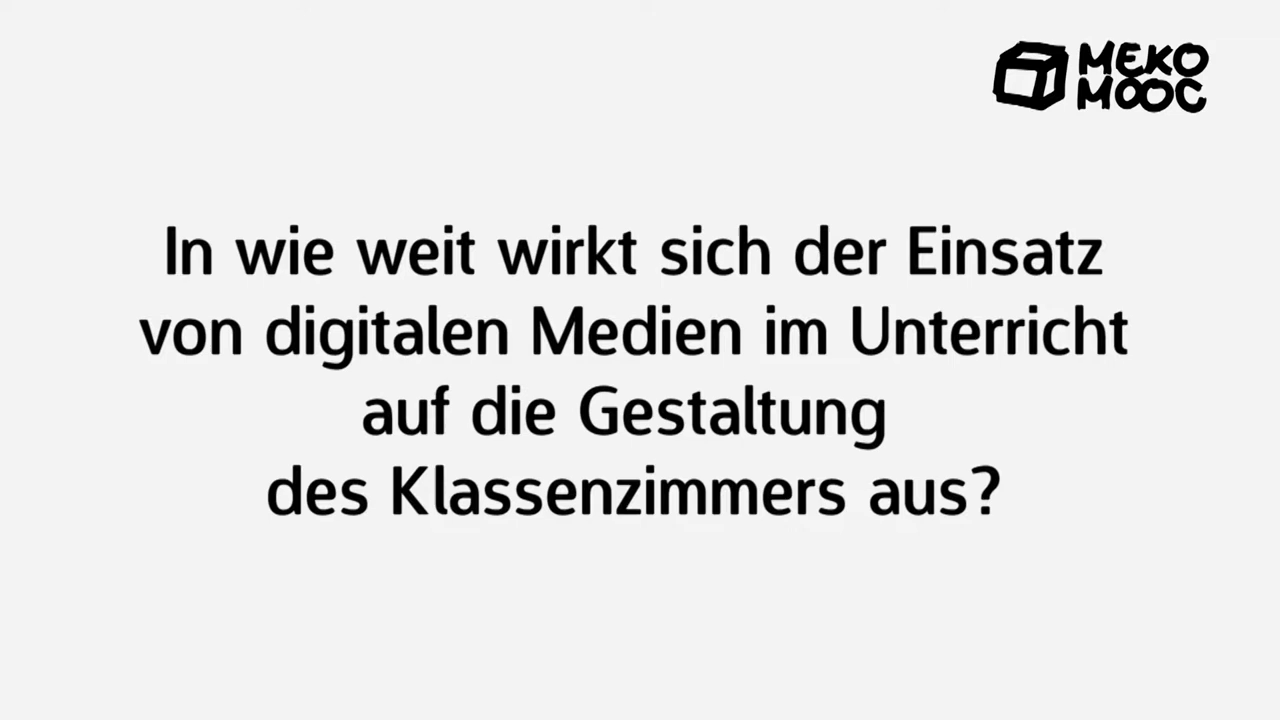 MEKO
MOOC
In wie weit wirkt sich der Einsatz
von digitalen Medien im Unterricht
auf die Gestaltung
des Klassenzimmers aus?